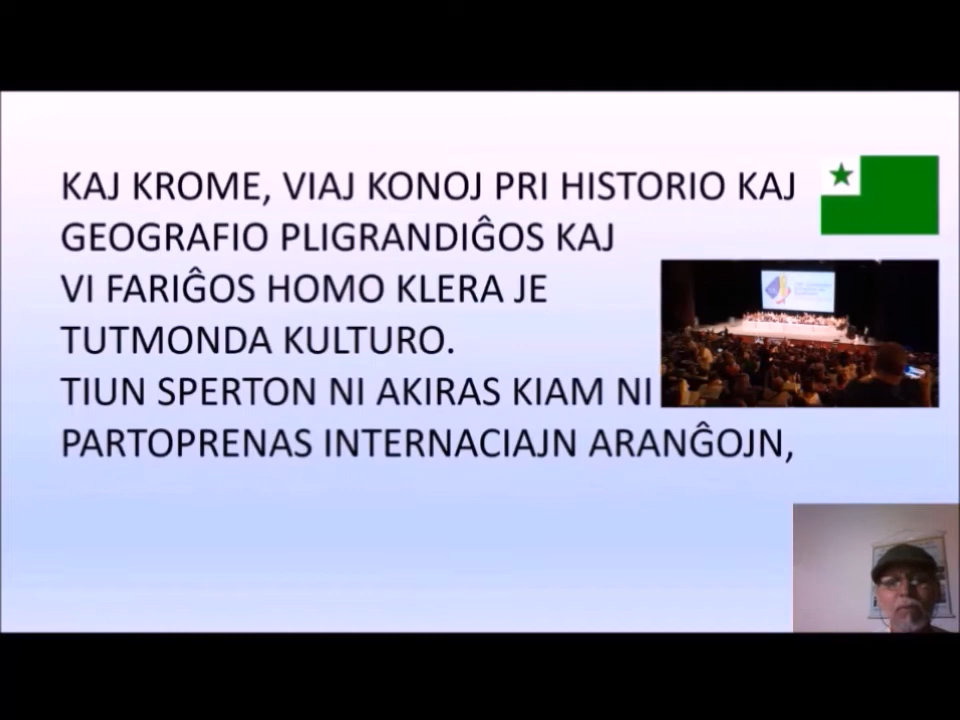 KAJ KROME, VIAJ KONOJ PRI HISTORIO KAJ
GEOGRAFIO PLIGRANDIĜOS KAJ
VI FARIĜOS HOMO KLERA JE
TUTMONDA KULTURO.
TIUN SPERTON NI AKIRAS KIAM NI
PARTOPRENAS INTERNACIAJN ARANĜOJN,